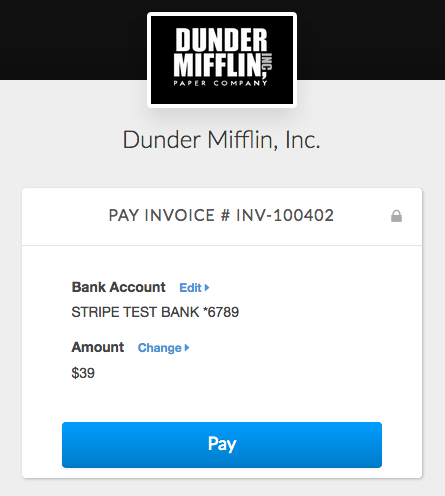 DUNDER
MIFFLIN, INC
PAPER COMPANY
Dunder Mifflin, Inc.
PAY INVOICE # INV-100402
Bank Account Edit
STRIPE TEST BANK *6789
Amount Change
$39
Pay